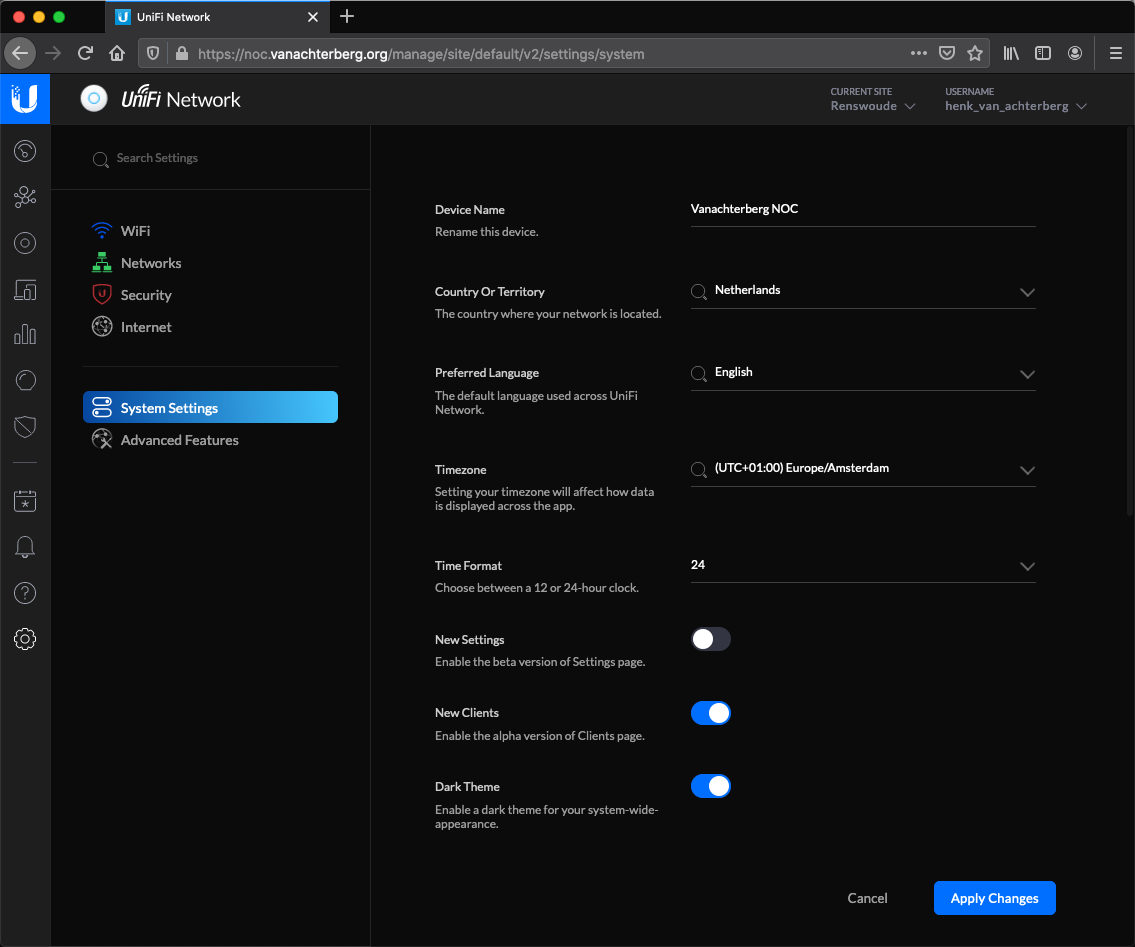 UniFi Network
https://noc.vanachterberg.org/manage/site/default/v2/settings/system
UniFi Network
CURRENT SITE
Renswoude
USERNAME
henk_van_achterberg
Search Settings
WiFi
Networks
Security
Internet
System Settings
Advanced Features
Device Name
Rename this device.
Vanachterberg NOC
Country Or Territory
The country where your network is located.
Netherlands
Preferred Language
The default language used across UniFi
Network.
English
Timezone
Setting your timezone will affect how data
is displayed across the app.
(UTC+01:00) Europe/Amsterdam
Time Format
Choose between a 12 or 24-hour clock.
24
New Settings
Enable the beta version of Settings page.
New Clients
Enable the alpha version of Clients page.
Dark Theme
Enable a dark theme for your system-wide-
appearance.
Cancel
Apply Changes